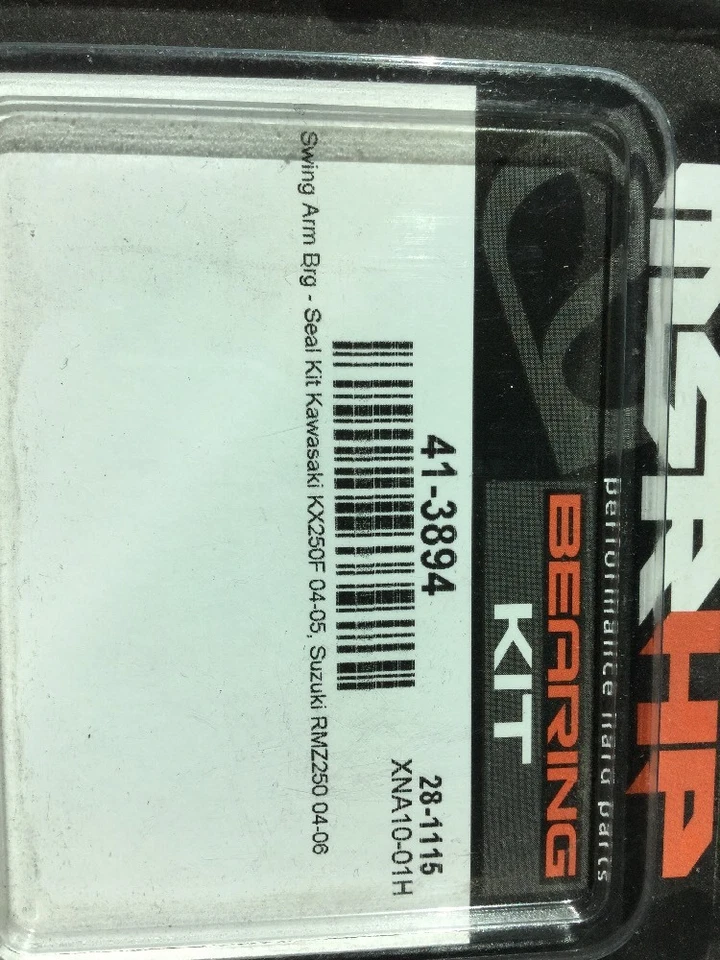 HP
performance hard parts
BEARING
KIT
41-3894
28-1115
XNA10-01H
Swing Arm Brg - Seal Kit Kawasaki KX250F 04-05, Suzuki RMZ250 04-06